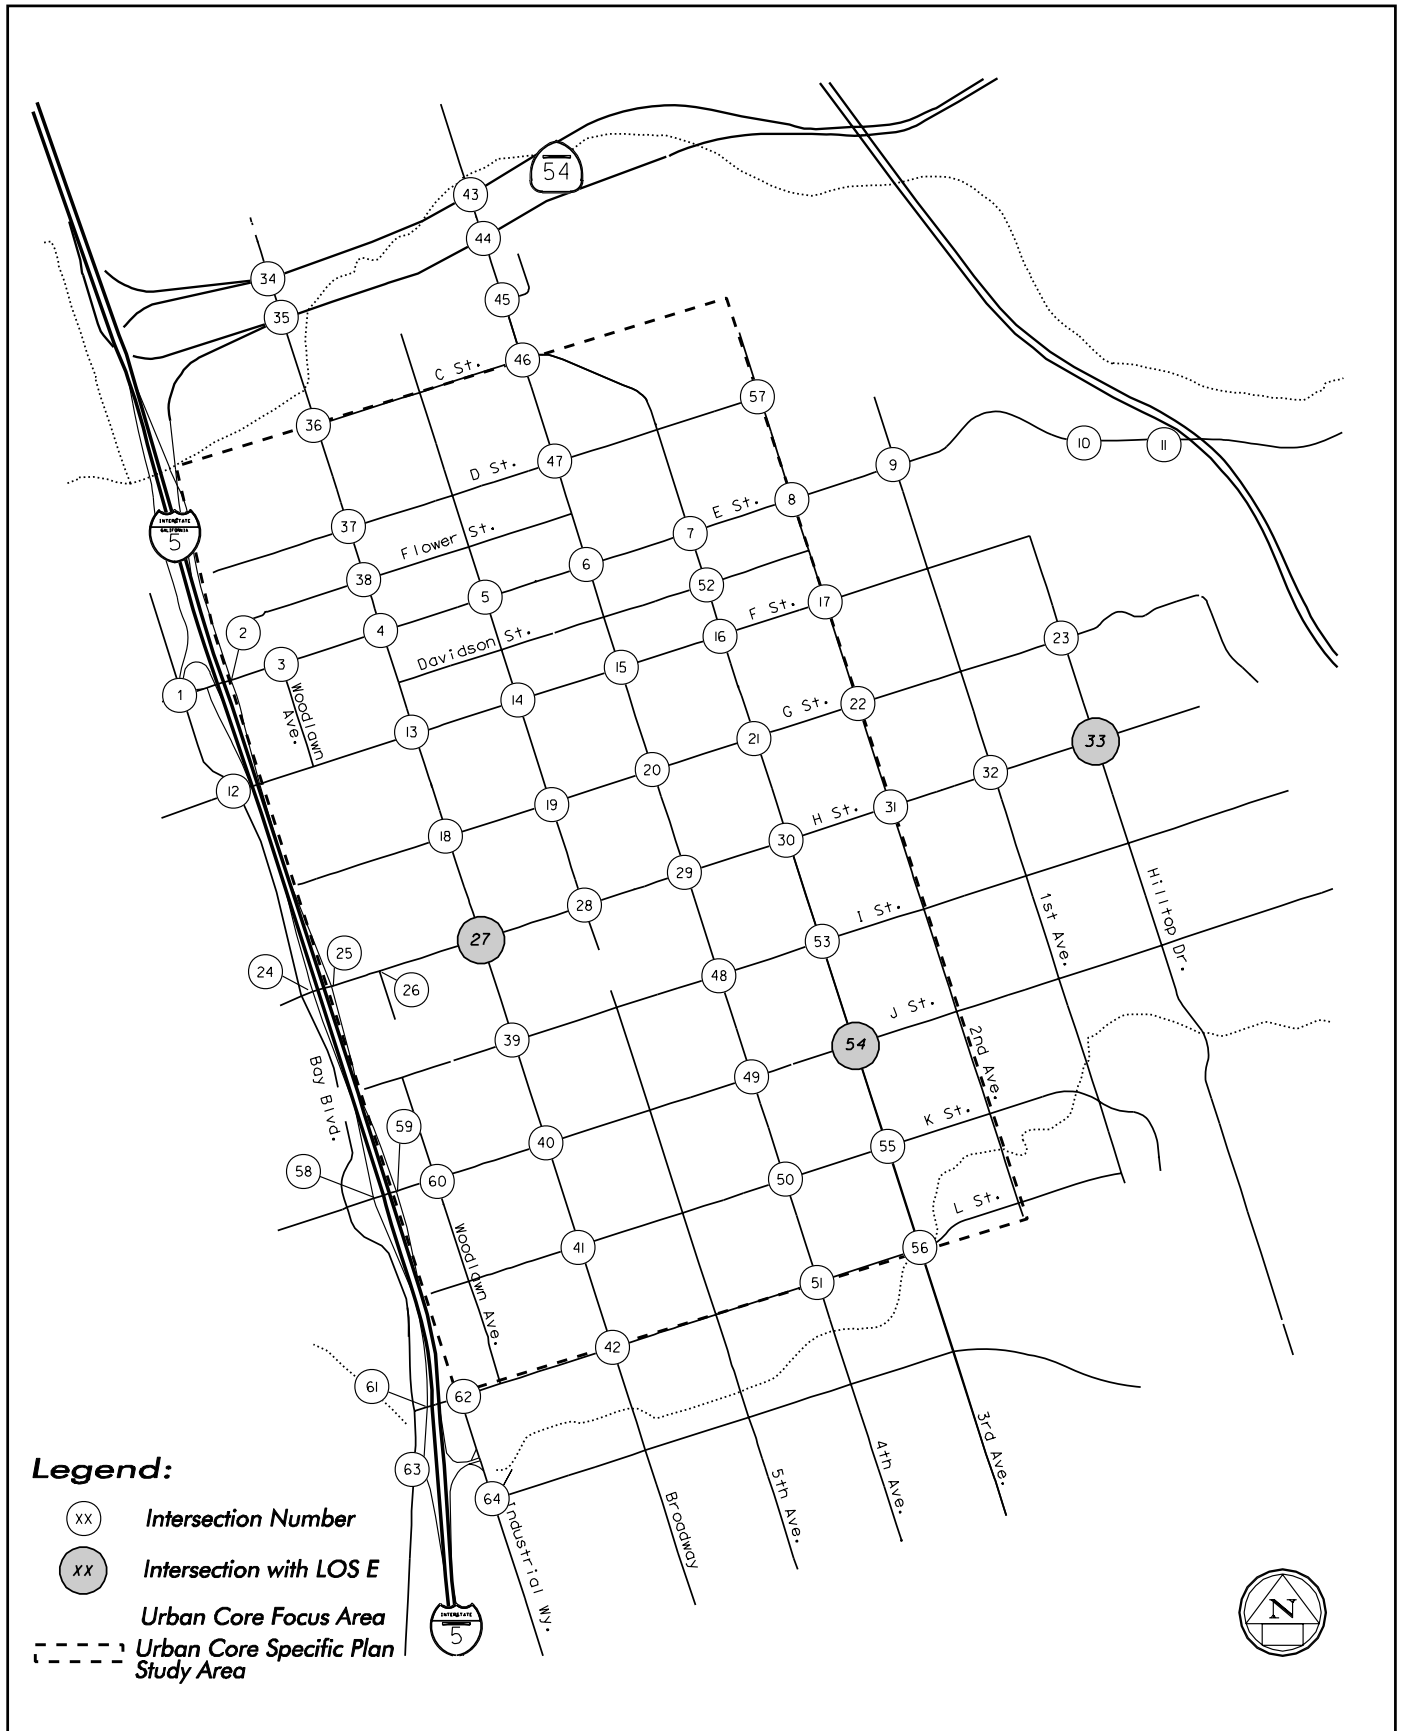 54
43
44
34
45
35
46
C St.
57
36
9
10
11
47
D St.
8
E St.
37
7
Flower St.
INTERSTATE
CALIFORNIA
5
6
38
52
5
17
F St.
2
4
16
23
Davidson St.
3
15
1
Woodlawn
Ave.
14
22
G St.
13
21
33
20
32
12
19
31
H St.
18
30
29
Hilltop Dr.
28
1st Ave.
I St.
27
53
25
24
48
26
J St.
39
54
2nd Ave.
49
Bay Blvd.
K St.
59
40
55
58
60
50
L St.
Woodlawn Ave.
41
56
51
42
61
62
3rd Ave.
4th Ave.
63
5th Ave.
64
Broadway
Industrial Wy.
Legend:
XX Intersection Number
XX Intersection with LOS E
Urban Core Focus Area
Urban Core Specific Plan
Study Area
INTERSTATE
5
N